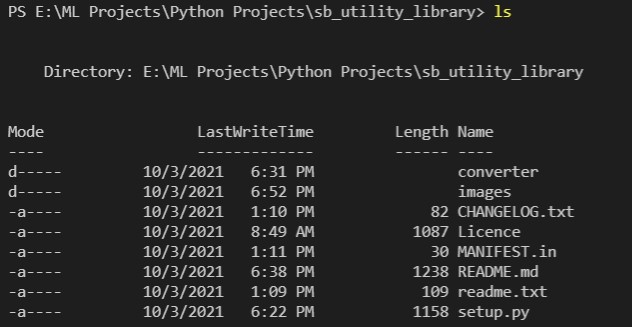 PS E:\ML Projects\Python Projects\sb_utility_library> ls
Directory: E:\ML Projects\Python Projects\sb_utility_library
Mode LastWriteTime Length Name
---- ------------- ------ ----
d----- 10/3/2021 6:31 PM converter
d----- 10/3/2021 6:52 PM images
-a---- 10/3/2021 1:10 PM 82 CHANGELOG.txt
-a---- 10/3/2021 8:49 AM 1087 Licence
-a---- 10/3/2021 1:11 PM 30 MANIFEST.in
-a---- 10/3/2021 6:38 PM 1238 README.md
-a---- 10/3/2021 1:09 PM 109 readme.txt
-a---- 10/3/2021 6:22 PM 1158 setup.py